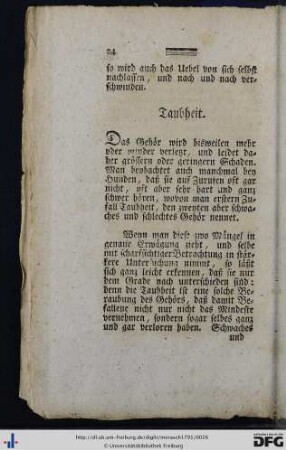 24
so wird auch das Uebel von sich selbst
nachlassen, und nach und nach ver-
schwinden.
Taubheit.
Das Gehör wird bisweilen mehr
oder minder verletzt, und leidet da-
her grössern oder geringern Schaden.
Man beobachtet auch manchmal bey
Hunden, daß sie auf Zurufen oft gar
nicht, oft aber sehr hart und ganz
schwer hören, wovon man erstern Zu-
fall Taubheit, den zweyten aber schwa-
ches und schlechtes Gehör nennet.
Wenn man diese zwo Mängel in
genaue Erwägung zieht, und selbe
mit scharfsichtiger Betrachtung in stär-
kere Untersuchung nimmt, so läßt
sich ganz leicht erkennen, daß sie nur
dem Grade nach unterschieden sind;
denn die Taubheit ist eine solche Be-
raubung des Gehörs, daß damit Be-
fallene nicht nur nicht das Mindeste
vernehmen, sondern sogar selbes ganz
und gar verloren haben. Schwaches
und
http://dl.ub.uni-freiburg.de/diglit/menasch1791/0026
Universitätsbibliothek Freiburg
gefördert durch
DFG